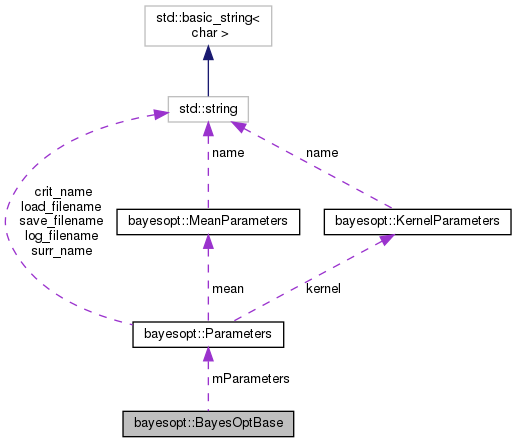 std::basic_string<
char >
std::string
name
name
crit_name
load_filename
save_filename
log_filename
surr_name
bayesopt::MeanParameters
bayesopt::KernelParameters
mean
kernel
bayesopt::Parameters
mParameters
bayesopt::BayesOptBase